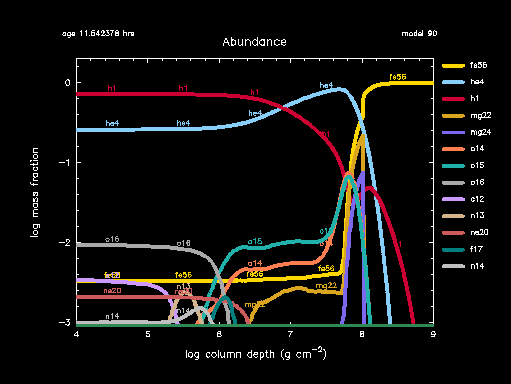 age 11.642378 hrs
model 90
Abundance
fe56
he4
h1
mg22
mg24
o14
o15
o16
c12
n13
ne20
f17
n14
0
−1
−2
−3
log mass fraction
h1 h1 h1 h1
he4 he4 he4 he4
fe56
o16 o16 o15
o14
fe56 fe56 fe56
ne20 n13
mg22 mg22
n14 n14
4 5 6 7 8 9
log column depth (g cm−2)